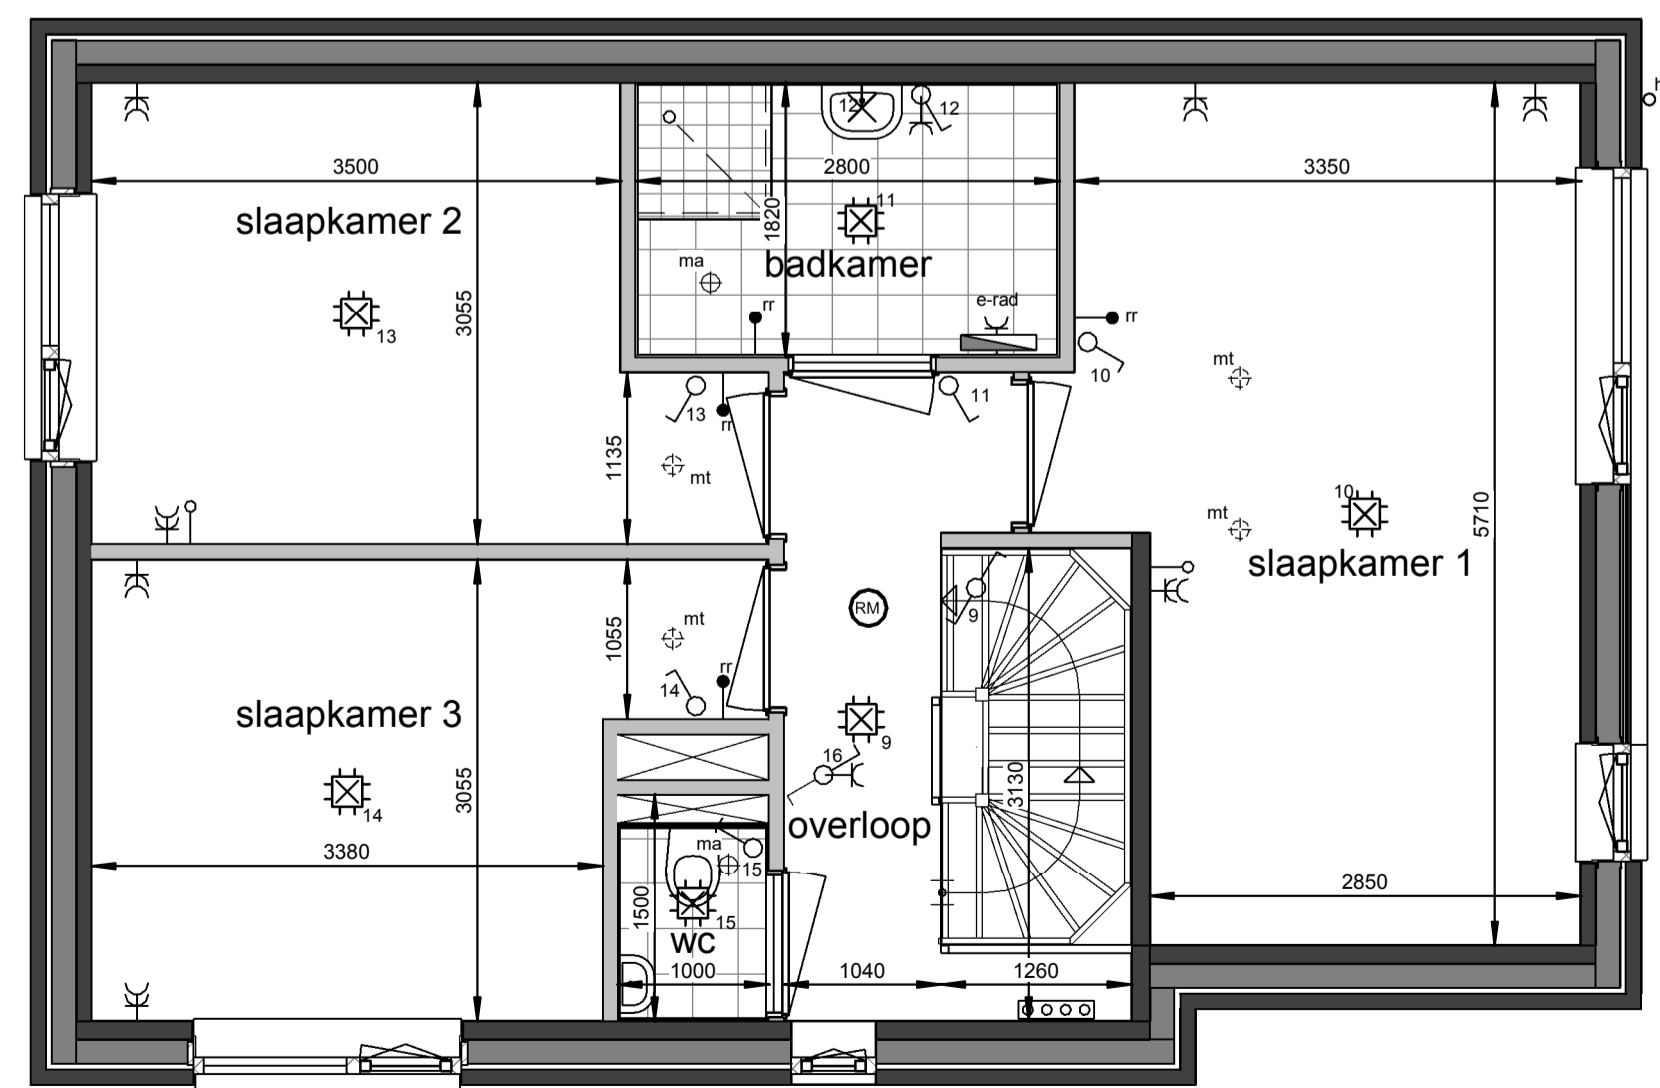 h
12
12
3500
2800
3350
slaapkamer 2
1820
11
badkamer
ma
e-rad
rr
rr
3055
13
mt
10
13
rr
11
1135
mt
10
mt
5710
slaapkamer 1
9
RM
1055
mt
rr
14
slaapkamer 3
9
16
3130
3055
14
overloop
3380
ma
15
1500
15
wc
2850
1000
1040
1260